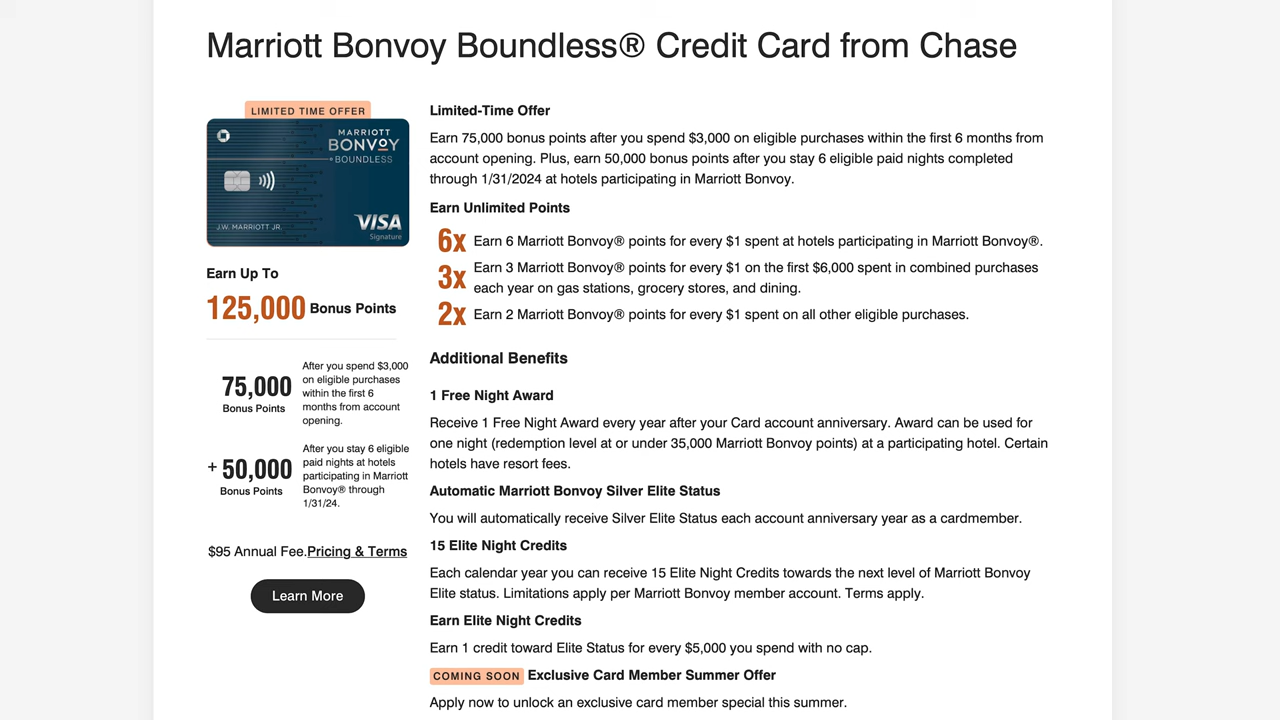 Marriott Bonvoy Boundless® Credit Card from Chase
LIMITED TIME OFFER
MARRIOTT
BONVOY
BOUNDLESS
J.W. MARRIOTT JR.
VISA
Signature
Earn Up To
125,000 Bonus Points
75,000
Bonus Points
After you spend $3,000
on eligible purchases
within the first 6
months from account
opening.
+ 50,000
Bonus Points
After you stay 6 eligible
paid nights at hotels
participating in Marriott
Bonvoy® through
1/31/24.
$95 Annual Fee.Pricing & Terms
Learn More
Limited-Time Offer
Earn 75,000 bonus points after you spend $3,000 on eligible purchases within the first 6 months from
account opening. Plus, earn 50,000 bonus points after you stay 6 eligible paid nights completed
through 1/31/2024 at hotels participating in Marriott Bonvoy.
Earn Unlimited Points
6x Earn 6 Marriott Bonvoy® points for every $1 spent at hotels participating in Marriott Bonvoy®.
3x Earn 3 Marriott Bonvoy® points for every $1 on the first $6,000 spent in combined purchases
each year on gas stations, grocery stores, and dining.
2x Earn 2 Marriott Bonvoy® points for every $1 spent on all other eligible purchases.
Additional Benefits
1 Free Night Award
Receive 1 Free Night Award every year after your Card account anniversary. Award can be used for
one night (redemption level at or under 35,000 Marriott Bonvoy points) at a participating hotel. Certain
hotels have resort fees.
Automatic Marriott Bonvoy Silver Elite Status
You will automatically receive Silver Elite Status each account anniversary year as a cardmember.
15 Elite Night Credits
Each calendar year you can receive 15 Elite Night Credits towards the next level of Marriott Bonvoy
Elite status. Limitations apply per Marriott Bonvoy member account. Terms apply.
Earn Elite Night Credits
Earn 1 credit toward Elite Status for every $5,000 you spend with no cap.
COMING SOON Exclusive Card Member Summer Offer
Apply now to unlock an exclusive card member special this summer.